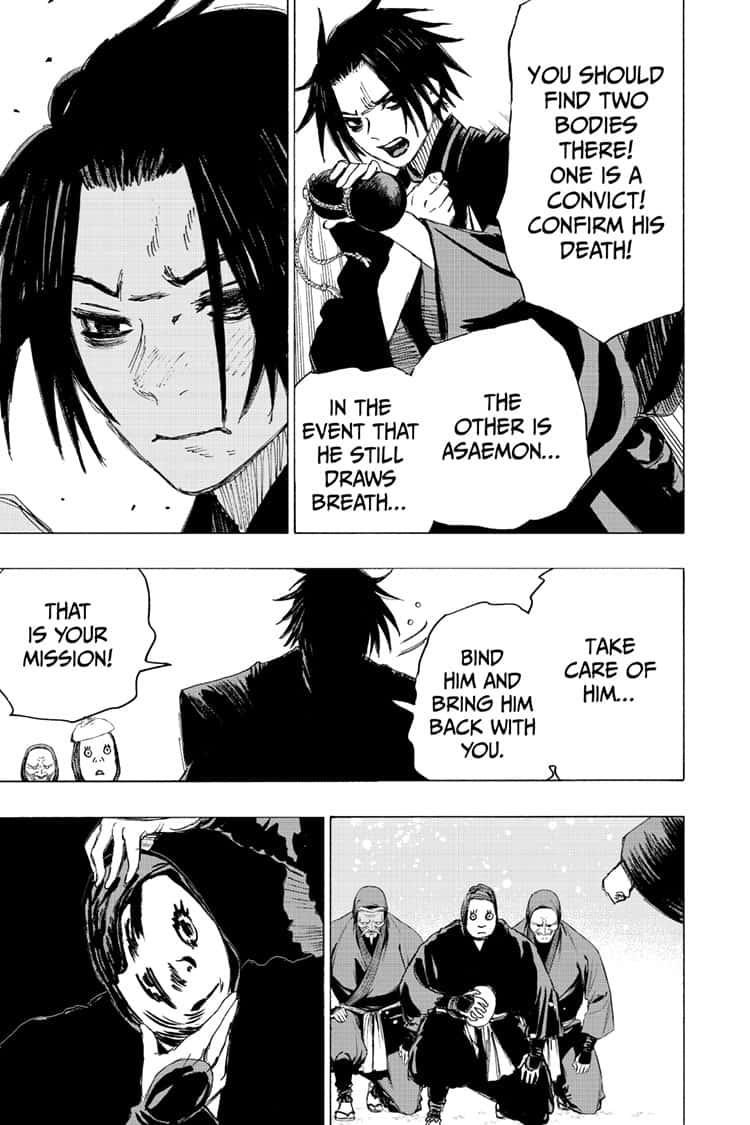 YOU SHOULD
FIND TWO
BODIES
THERE!
ONE IS A
CONVICT!
CONFIRM HIS
DEATH!
THE
OTHER IS
ASAEMON...
IN THE
EVENT THAT
HE STILL
DRAWS
BREATH...
TAKE
CARE OF
HIM...
BIND
HIM AND
BRING HIM
BACK WITH
YOU.
THAT
IS YOUR
MISSION!